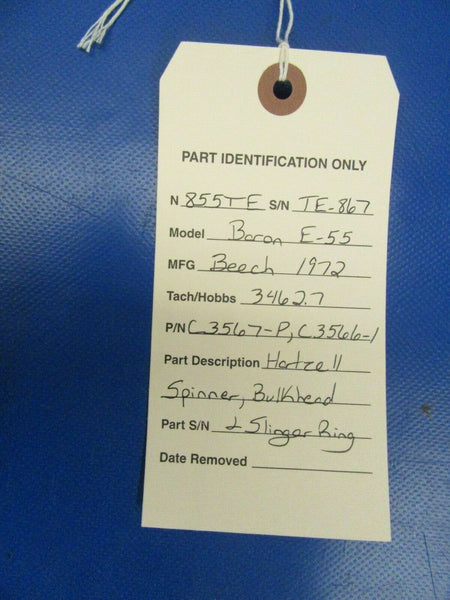 PART IDENTIFICATION ONLY
N 855TE S/N TE-867
Model Baron E-55
MFG Beech 1972
Tach/Hobbs 3462.7
P/N C3567-P, C3566-1
Part Description Hartzell
Spinner, Bulkhead
Part S/N & Slinger Ring
Date Removed